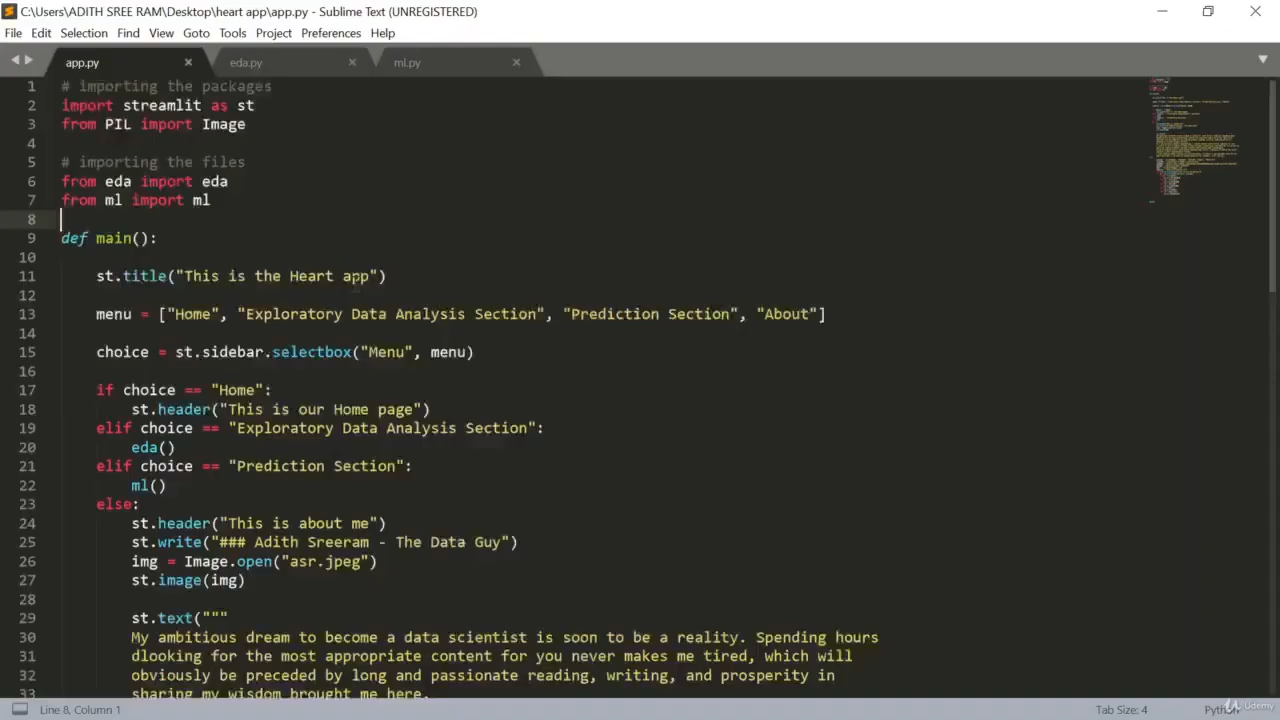 C:\Users\ADITH SREE RAM\Desktop\heart app\app.py - Sublime Text (UNREGISTERED)
File Edit Selection Find View Goto Tools Project Preferences Help
app.py eda.py ml.py
1 # importing the packages
2 import streamlit as st
3 from PIL import Image
4
5 # importing the files
6 from eda import eda
7 from ml import ml
8
9 def main():
10
11 st.title("This is the Heart app")
12
13 menu = ["Home", "Exploratory Data Analysis Section", "Prediction Section", "About"]
14
15 choice = st.sidebar.selectbox("Menu", menu)
16
17 if choice == "Home":
18 st.header("This is our Home page")
19 elif choice == "Exploratory Data Analysis Section":
20 eda()
21 elif choice == "Prediction Section":
22 ml()
23 else:
24 st.header("This is about me")
25 st.write("### Adith Sreeram - The Data Guy")
26 img = Image.open("asr.jpeg")
27 st.image(img)
28
29 st.text("""
30 My ambitious dream to become a data scientist is soon to be a reality. Spending hours
31 dlooking for the most appropriate content for you never makes me tired, which will
32 obviously be preceded by long and passionate reading, writing, and prosperity in
33 sharing my wisdom brought me here.
Line 8, Column 1 Tab Size: 4 Python
Udemy